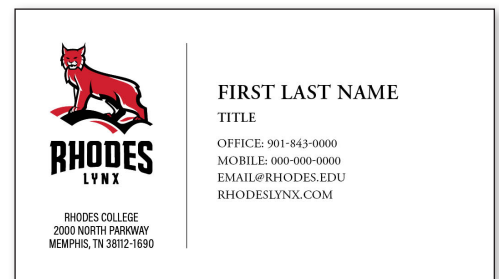 RHODES
LYNX
RHODES COLLEGE
2000 NORTH PARKWAY
MEMPHIS, TN 38112-1690
FIRST LAST NAME
TITLE
OFFICE: 901-843-0000
MOBILE: 000-000-0000
EMAIL@RHODES.EDU
RHODESLYNX.COM